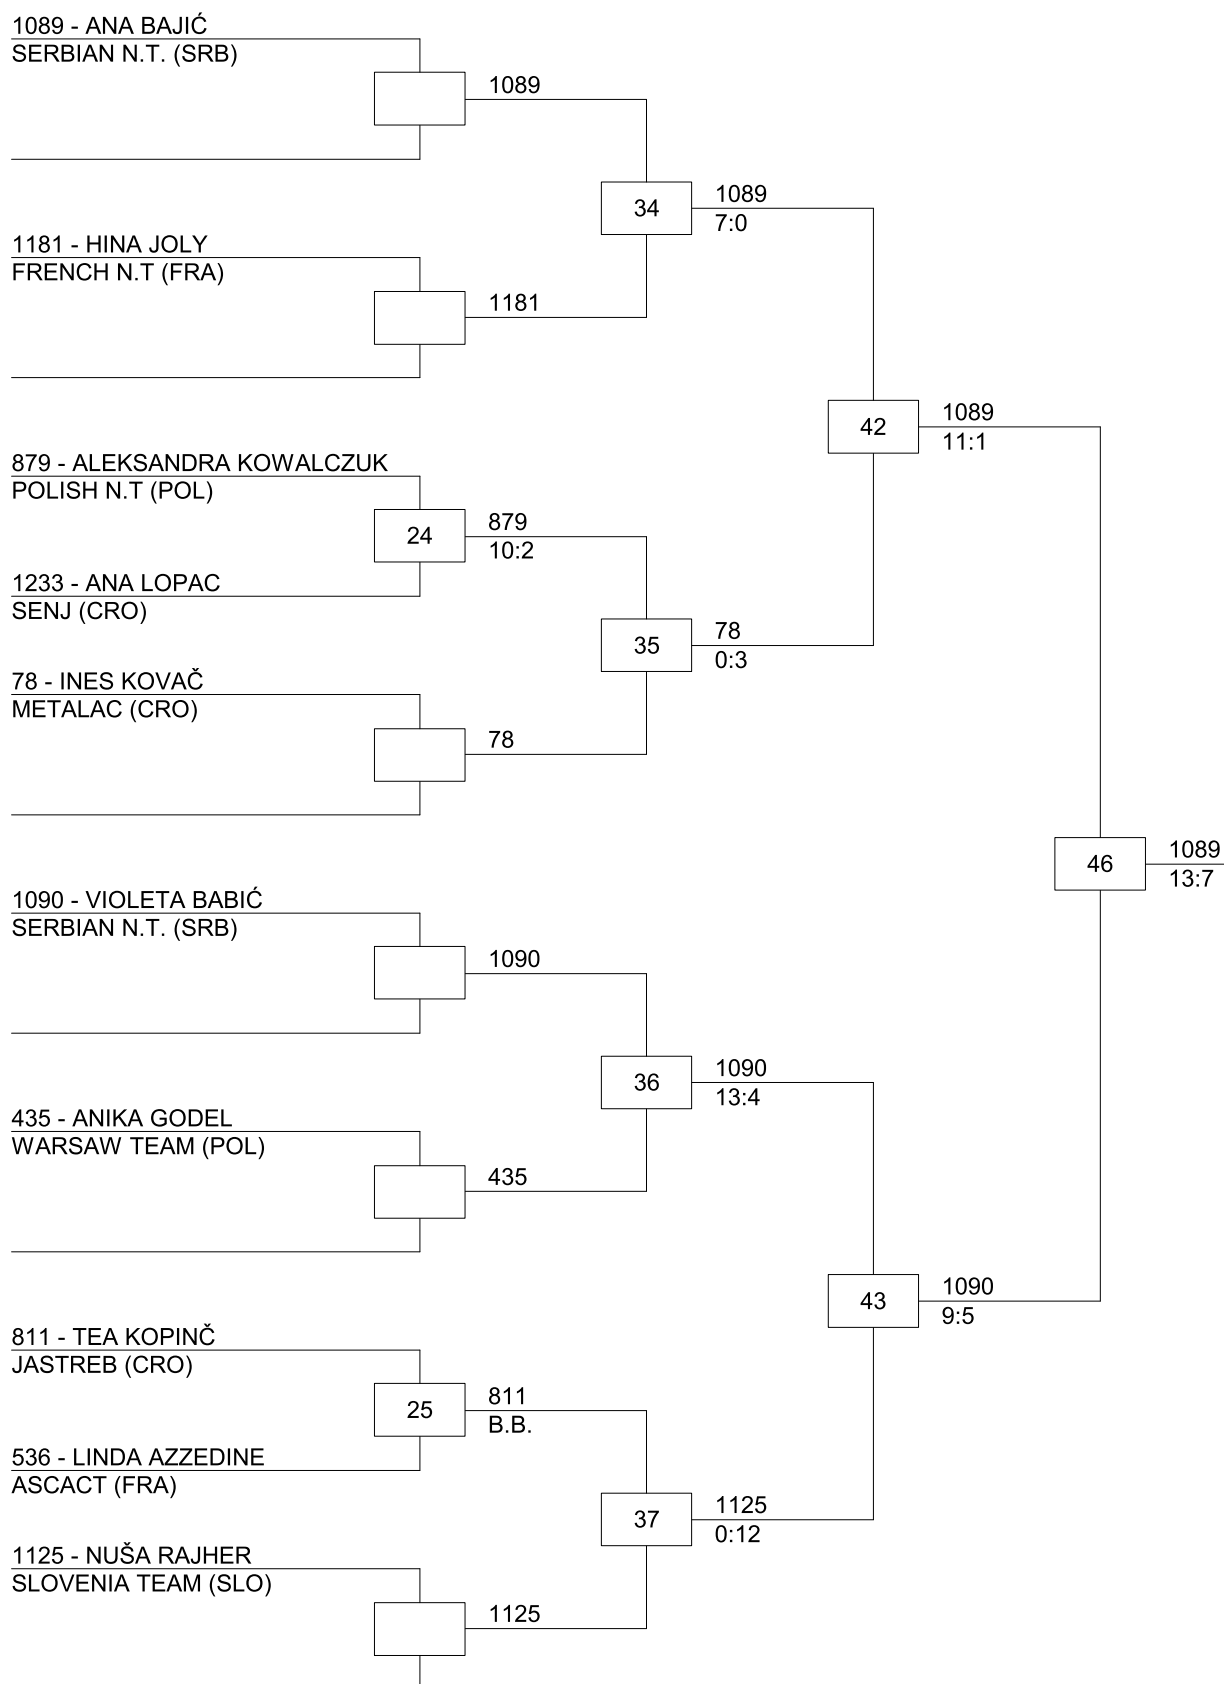 1089 - ANA BAJIĆ
SERBIAN N.T. (SRB)
1089
34
1089
7:0
1181 - HINA JOLY
FRENCH N.T (FRA)
1181
42
1089
11:1
879 - ALEKSANDRA KOWALCZUK
POLISH N.T (POL)
24
879
10:2
1233 - ANA LOPAC
SENJ (CRO)
35
78
0:3
78 - INES KOVAČ
METALAC (CRO)
78
46
1089
13:7
1090 - VIOLETA BABIĆ
SERBIAN N.T. (SRB)
1090
36
1090
13:4
435 - ANIKA GODEL
WARSAW TEAM (POL)
435
43
1090
9:5
811 - TEA KOPINČ
JASTREB (CRO)
25
811
B.B.
536 - LINDA AZZEDINE
ASCACT (FRA)
37
1125
0:12
1125 - NUŠA RAJHER
SLOVENIA TEAM (SLO)
1125